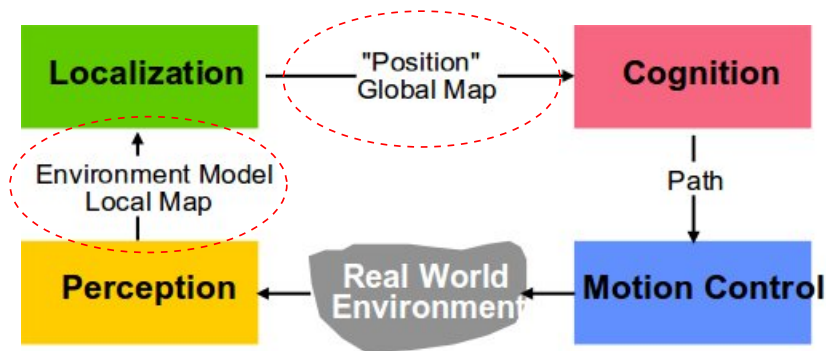 Localization
"Position"
Global Map
Cognition
Environment Model
Local Map
Path
Perception
Real World
Environment
Motion Control